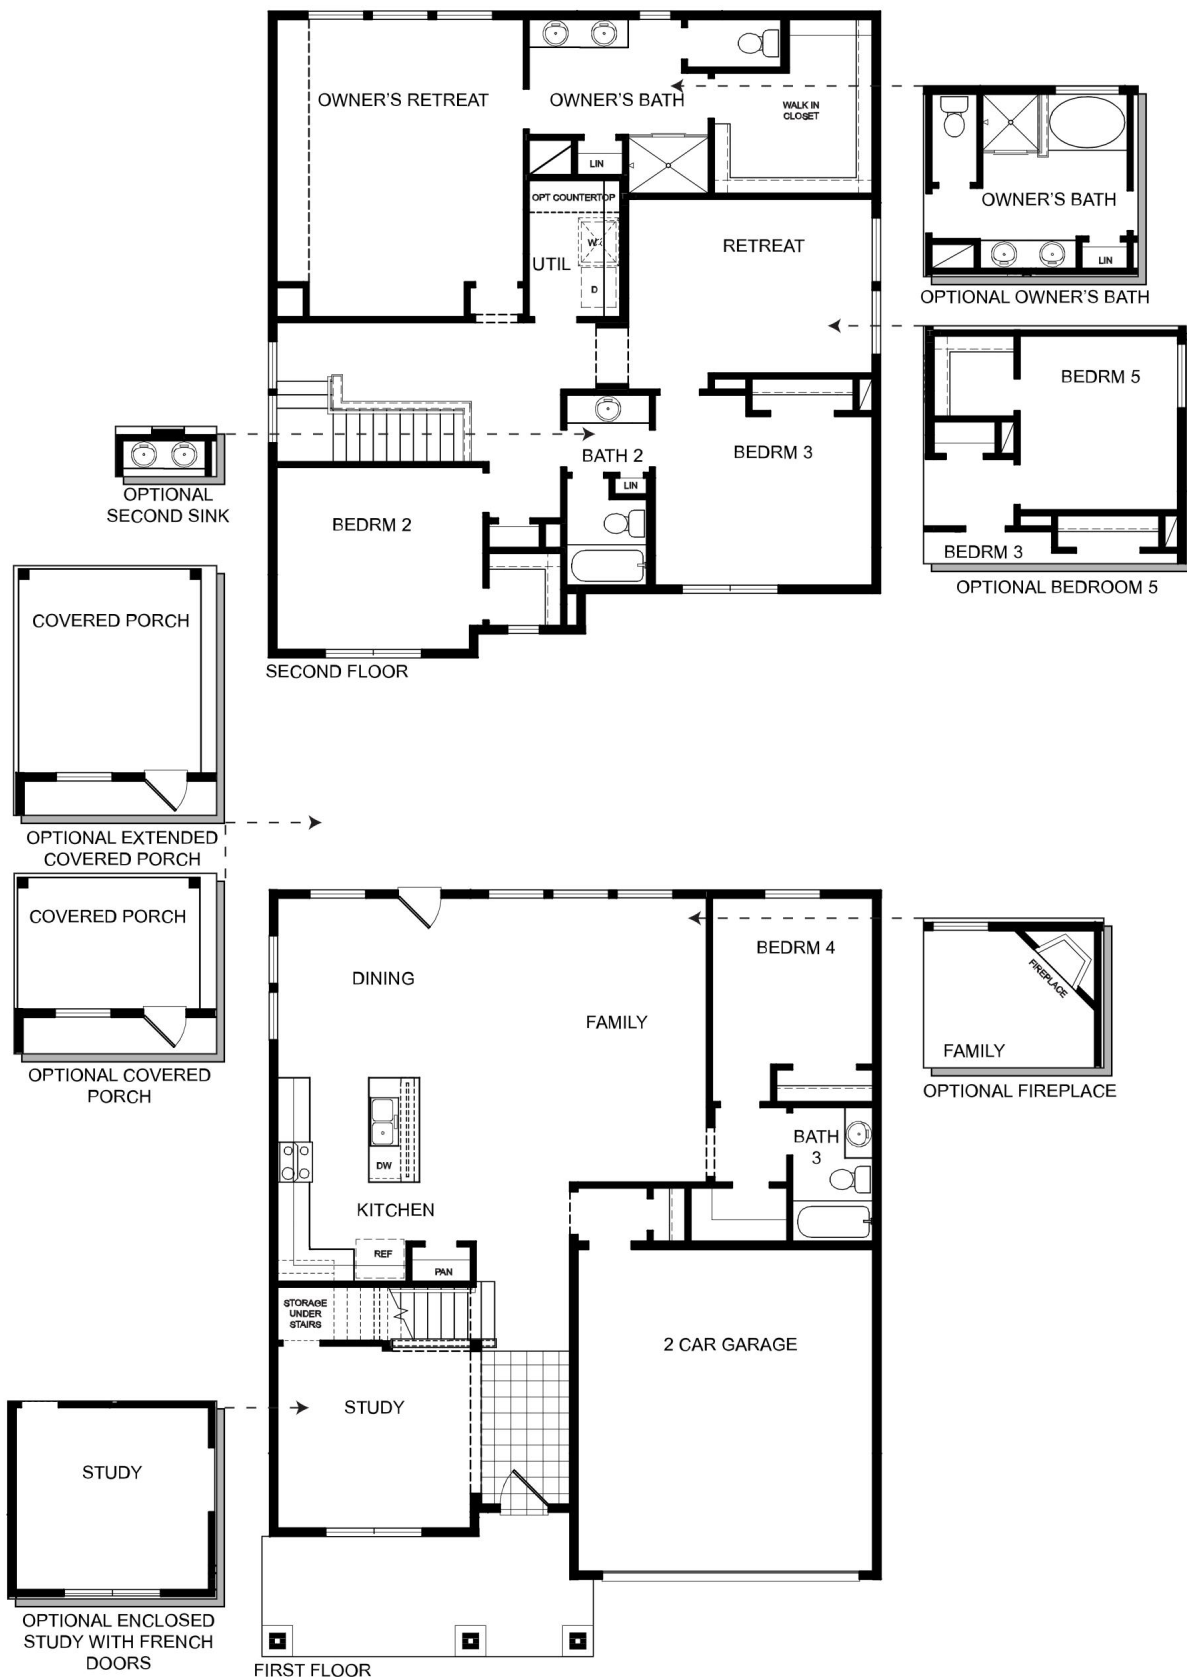 OWNER'S RETREAT
OWNER'S BATH
WALK IN
CLOSET
LIN
OPT COUNTERTOP
W
UTIL
D
RETREAT
BATH 2
LIN
BEDRM 3
BEDRM 2
SECOND FLOOR
OWNER'S BATH
LIN
OPTIONAL OWNER'S BATH
BEDRM 5
BEDRM 3
OPTIONAL BEDROOM 5
OPTIONAL
SECOND SINK
COVERED PORCH
OPTIONAL EXTENDED
COVERED PORCH
COVERED PORCH
OPTIONAL COVERED
PORCH
DINING
FAMILY
BEDRM 4
FIREPLACE
FAMILY
OPTIONAL FIREPLACE
BATH
3
DW
KITCHEN
REF
PAN
STORAGE
UNDER
STAIRS
2 CAR GARAGE
STUDY
STUDY
OPTIONAL ENCLOSED
STUDY WITH FRENCH
DOORS
FIRST FLOOR